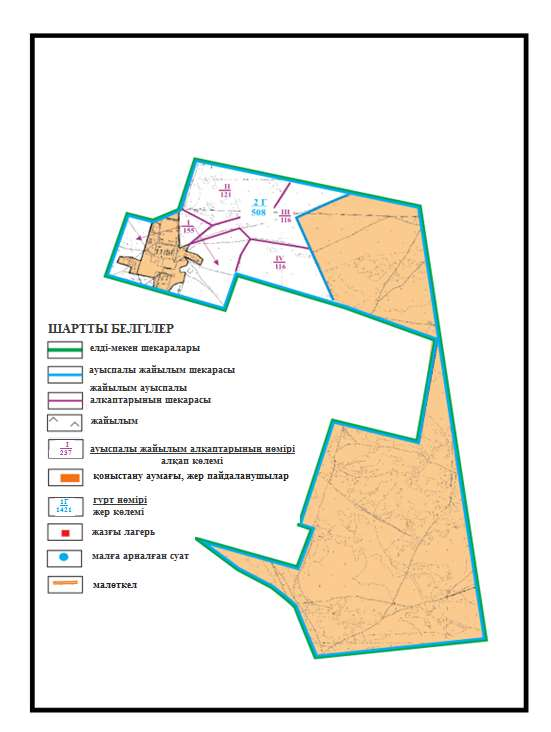 II
121
2 Г
508
III
116
I
155
IV
116
ШАРТТЫ БЕЛГІЛЕР
елді-мекен шекаралары
ауыспалы жайылым шекарасы
жайылым ауыспалы
алқаптарының шекарасы
жайылым
1
237
ауыспалы жайылым алқаптарының нөмірі
алқап көлемі
қоныстану аумағы, жер пайдаланушылар
1Г
1421
гурт нөмірі
жер көлемі
жазғы лагерь
малға арналған суат
малөткел